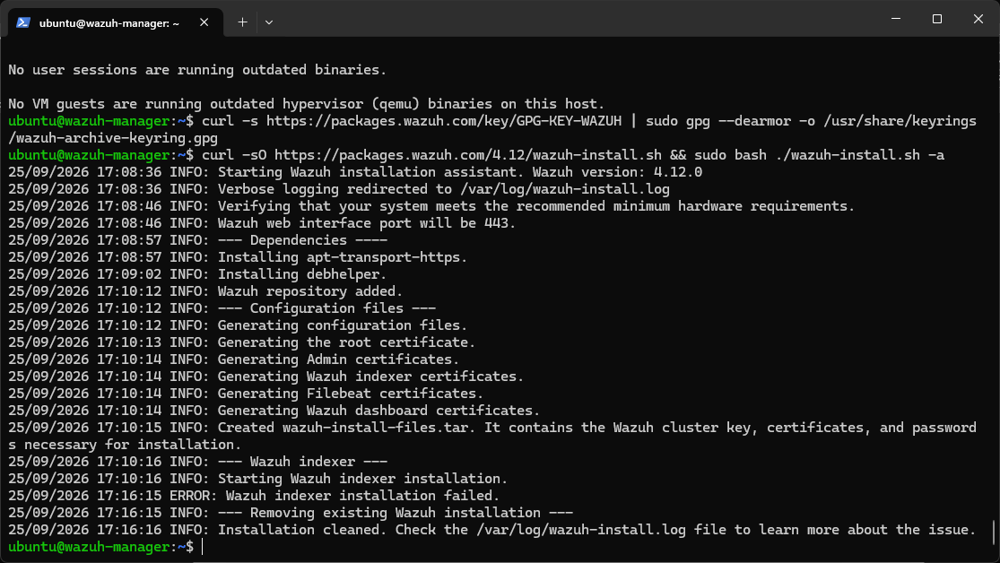 ubuntu@wazuh-manager: ~
No user sessions are running outdated binaries.
No VM guests are running outdated hypervisor (qemu) binaries on this host.
ubuntu@wazuh-manager:~$ curl -s https://packages.wazuh.com/key/GPG-KEY-WAZUH | sudo gpg --dearmor -o /usr/share/keyrings
/wazuh-archive-keyring.gpg
ubuntu@wazuh-manager:~$ curl -sO https://packages.wazuh.com/4.12/wazuh-install.sh && sudo bash ./wazuh-install.sh -a
25/09/2026 17:08:36 INFO: Starting Wazuh installation assistant. Wazuh version: 4.12.0
25/09/2026 17:08:36 INFO: Verbose logging redirected to /var/log/wazuh-install.log
25/09/2026 17:08:46 INFO: Verifying that your system meets the recommended minimum hardware requirements.
25/09/2026 17:08:46 INFO: Wazuh web interface port will be 443.
25/09/2026 17:08:57 INFO: --- Dependencies ----
25/09/2026 17:08:57 INFO: Installing apt-transport-https.
25/09/2026 17:09:02 INFO: Installing debhelper.
25/09/2026 17:10:12 INFO: Wazuh repository added.
25/09/2026 17:10:12 INFO: --- Configuration files ---
25/09/2026 17:10:12 INFO: Generating configuration files.
25/09/2026 17:10:13 INFO: Generating the root certificate.
25/09/2026 17:10:14 INFO: Generating Admin certificates.
25/09/2026 17:10:14 INFO: Generating Wazuh indexer certificates.
25/09/2026 17:10:14 INFO: Generating Filebeat certificates.
25/09/2026 17:10:14 INFO: Generating Wazuh dashboard certificates.
25/09/2026 17:10:15 INFO: Created wazuh-install-files.tar. It contains the Wazuh cluster key, certificates, and password
s necessary for installation.
25/09/2026 17:10:16 INFO: --- Wazuh indexer ---
25/09/2026 17:10:16 INFO: Starting Wazuh indexer installation.
25/09/2026 17:16:15 ERROR: Wazuh indexer installation failed.
25/09/2026 17:16:15 INFO: --- Removing existing Wazuh installation ---
25/09/2026 17:16:16 INFO: Installation cleaned. Check the /var/log/wazuh-install.log file to learn more about the issue.
ubuntu@wazuh-manager:~$